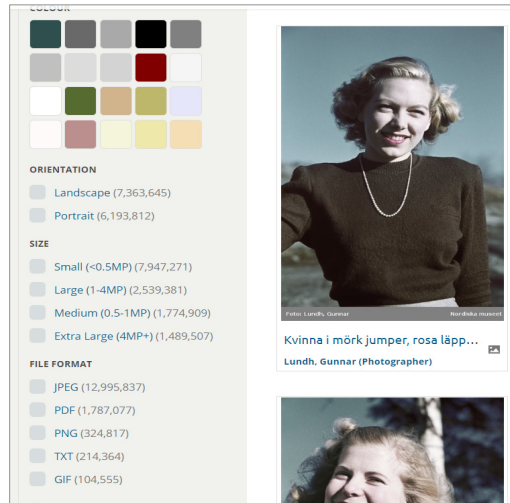 COLOUR
ORIENTATION
Landscape (7,363,645)
Portrait (6,193,812)
SIZE
Small (<0.5MP) (7,947,271)
Large (1-4MP) (2,539,381)
Medium (0.5-1MP) (1,774,909)
Extra Large (4MP+) (1,489,507)
FILE FORMAT
JPEG (12,995,837)
PDF (1,787,077)
PNG (324,817)
TXT (214,364)
GIF (104,555)
Foto: Lundh, Gunnar Nordiska museet
Kvinna i mörk jumper, rosa läpp...
Lundh, Gunnar (Photographer)